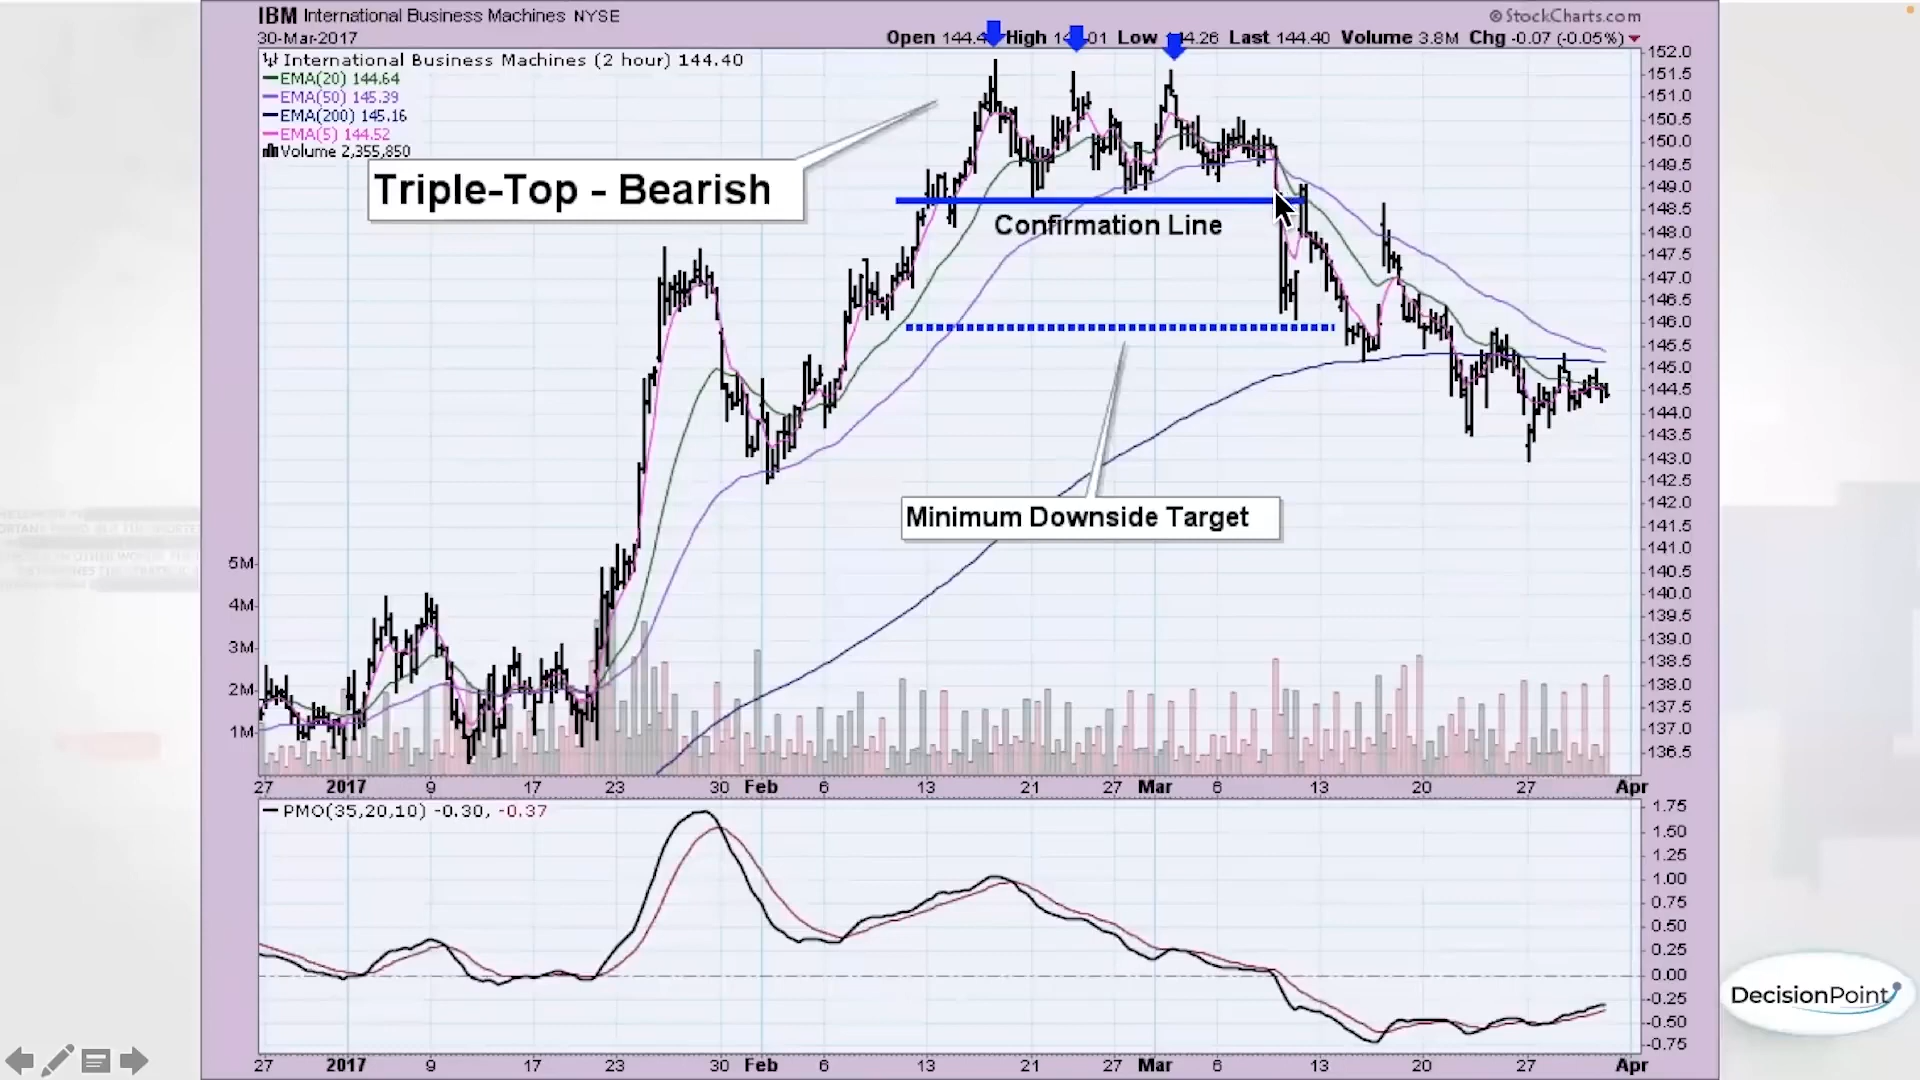 IBM International Business Machines NYSE
© StockCharts.com
30-Mar-2017
Open 144.4 High 1 .01 Low 4.26 Last 144.40 Volume 3.8M Chg -0.07 (-0.05%)
International Business Machines (2 hour) 144.40
EMA(20) 144.64
EMA(50) 145.39
EMA(200) 145.16
EMA(5) 144.52
Volume 2,355,850
Triple-Top - Bearish
Confirmation Line
Minimum Downside Target
152.0
151.5
151.0
150.5
150.0
149.5
149.0
148.5
148.0
147.5
147.0
146.5
146.0
145.5
145.0
144.5
144.0
143.5
143.0
142.5
142.0
141.5
141.0
140.5
140.0
139.5
139.0
138.5
138.0
137.5
137.0
136.5
5M
4M
3M
2M
1M
27 2017 9 17 23 30 Feb 6 13 21 27 Mar 6 13 20 27 Apr
PMO(35,20,10) -0.30, -0.37
1.75
1.50
1.25
1.00
0.75
0.50
0.25
0.00
-0.25
-0.50
-0.75
27 2017 9 17 23 30 Feb 6 13 21 27 Mar 6 13 20 27 Apr
DecisionPoint